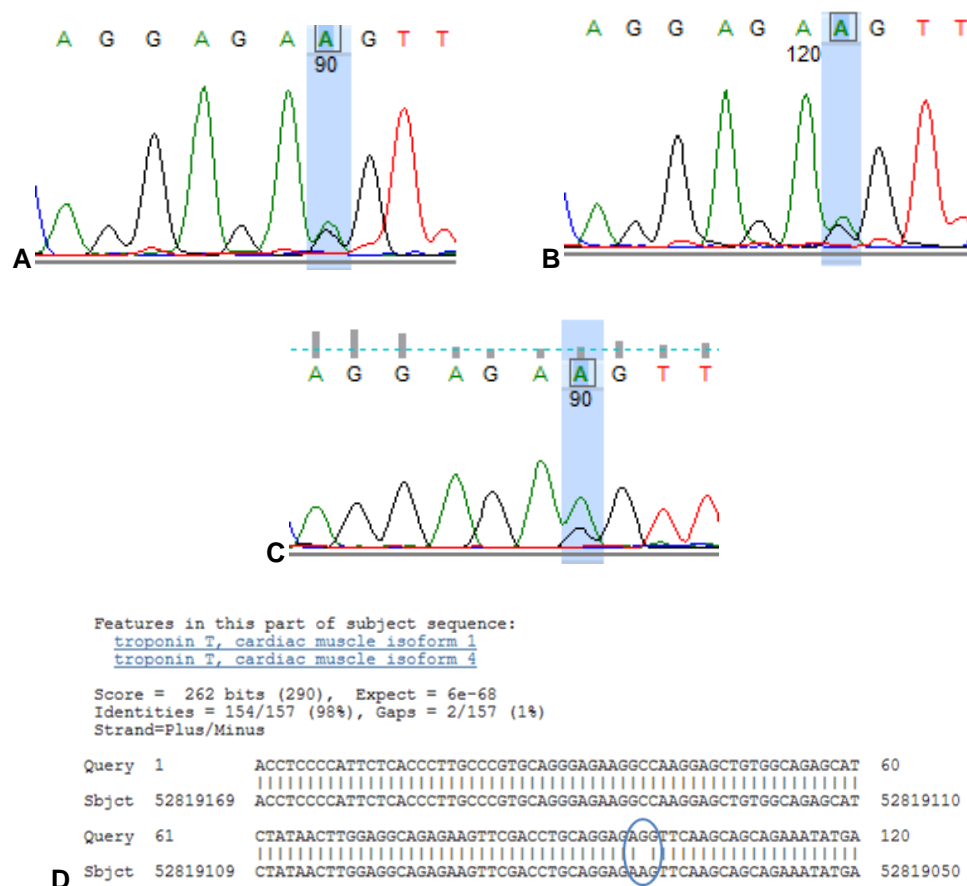 A G G A G A A G T T
90
A
A G G A G A A G T T
120
B
A G G A G A A G T T
90
C
Features in this part of subject sequence:
troponin T, cardiac muscle isoform 1
troponin T, cardiac muscle isoform 4
Score = 262 bits (290), Expect = 6e-68
Identities = 154/157 (98%), Gaps = 2/157 (1%)
Strand=Plus/Minus
Query 1 ACCTCCCCATTCTCACCCTTGCCCGTGCAGGGAGAAGGCCAAGGAGCTGTGGCAGAGCAT 60
Sbjct 52819169 ACCTCCCCATTCTCACCCTTGCCCGTGCAGGGAGAAGGCCAAGGAGCTGTGGCAGAGCAT 52819110
Query 61 CTATAACTTGGAGGCAGAGAAGTTCGACCTGCAGGAGAGGTTCAAGCAGCAGAAATATGA 120
Sbjct 52819109 CTATAACTTGGAGGCAGAGAAGTTCGACCTGCAGGAGAAGTTCAAGCAGCAGAAATATGA 52819050
D